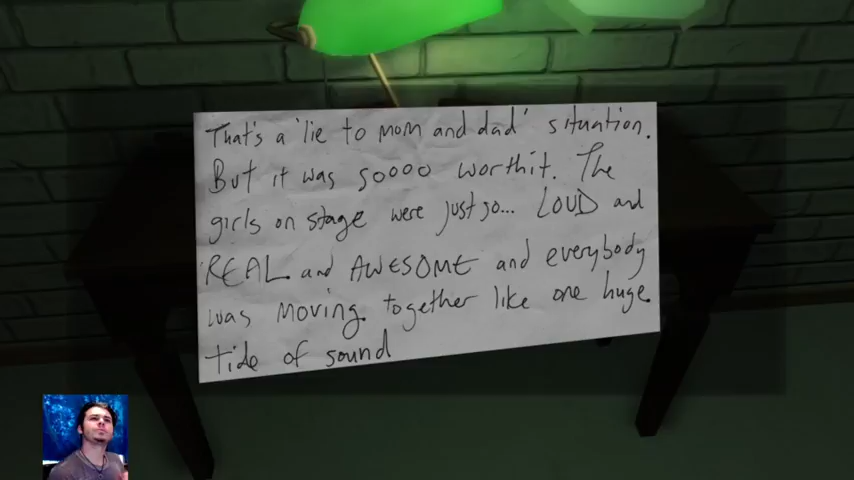 That's a 'lie to mom and dad' situation.
But it was soooo worthit. The
girls on stage were just so... LOUD and
REAL and AWESOME and everybody
was moving together like one huge
tide of sound